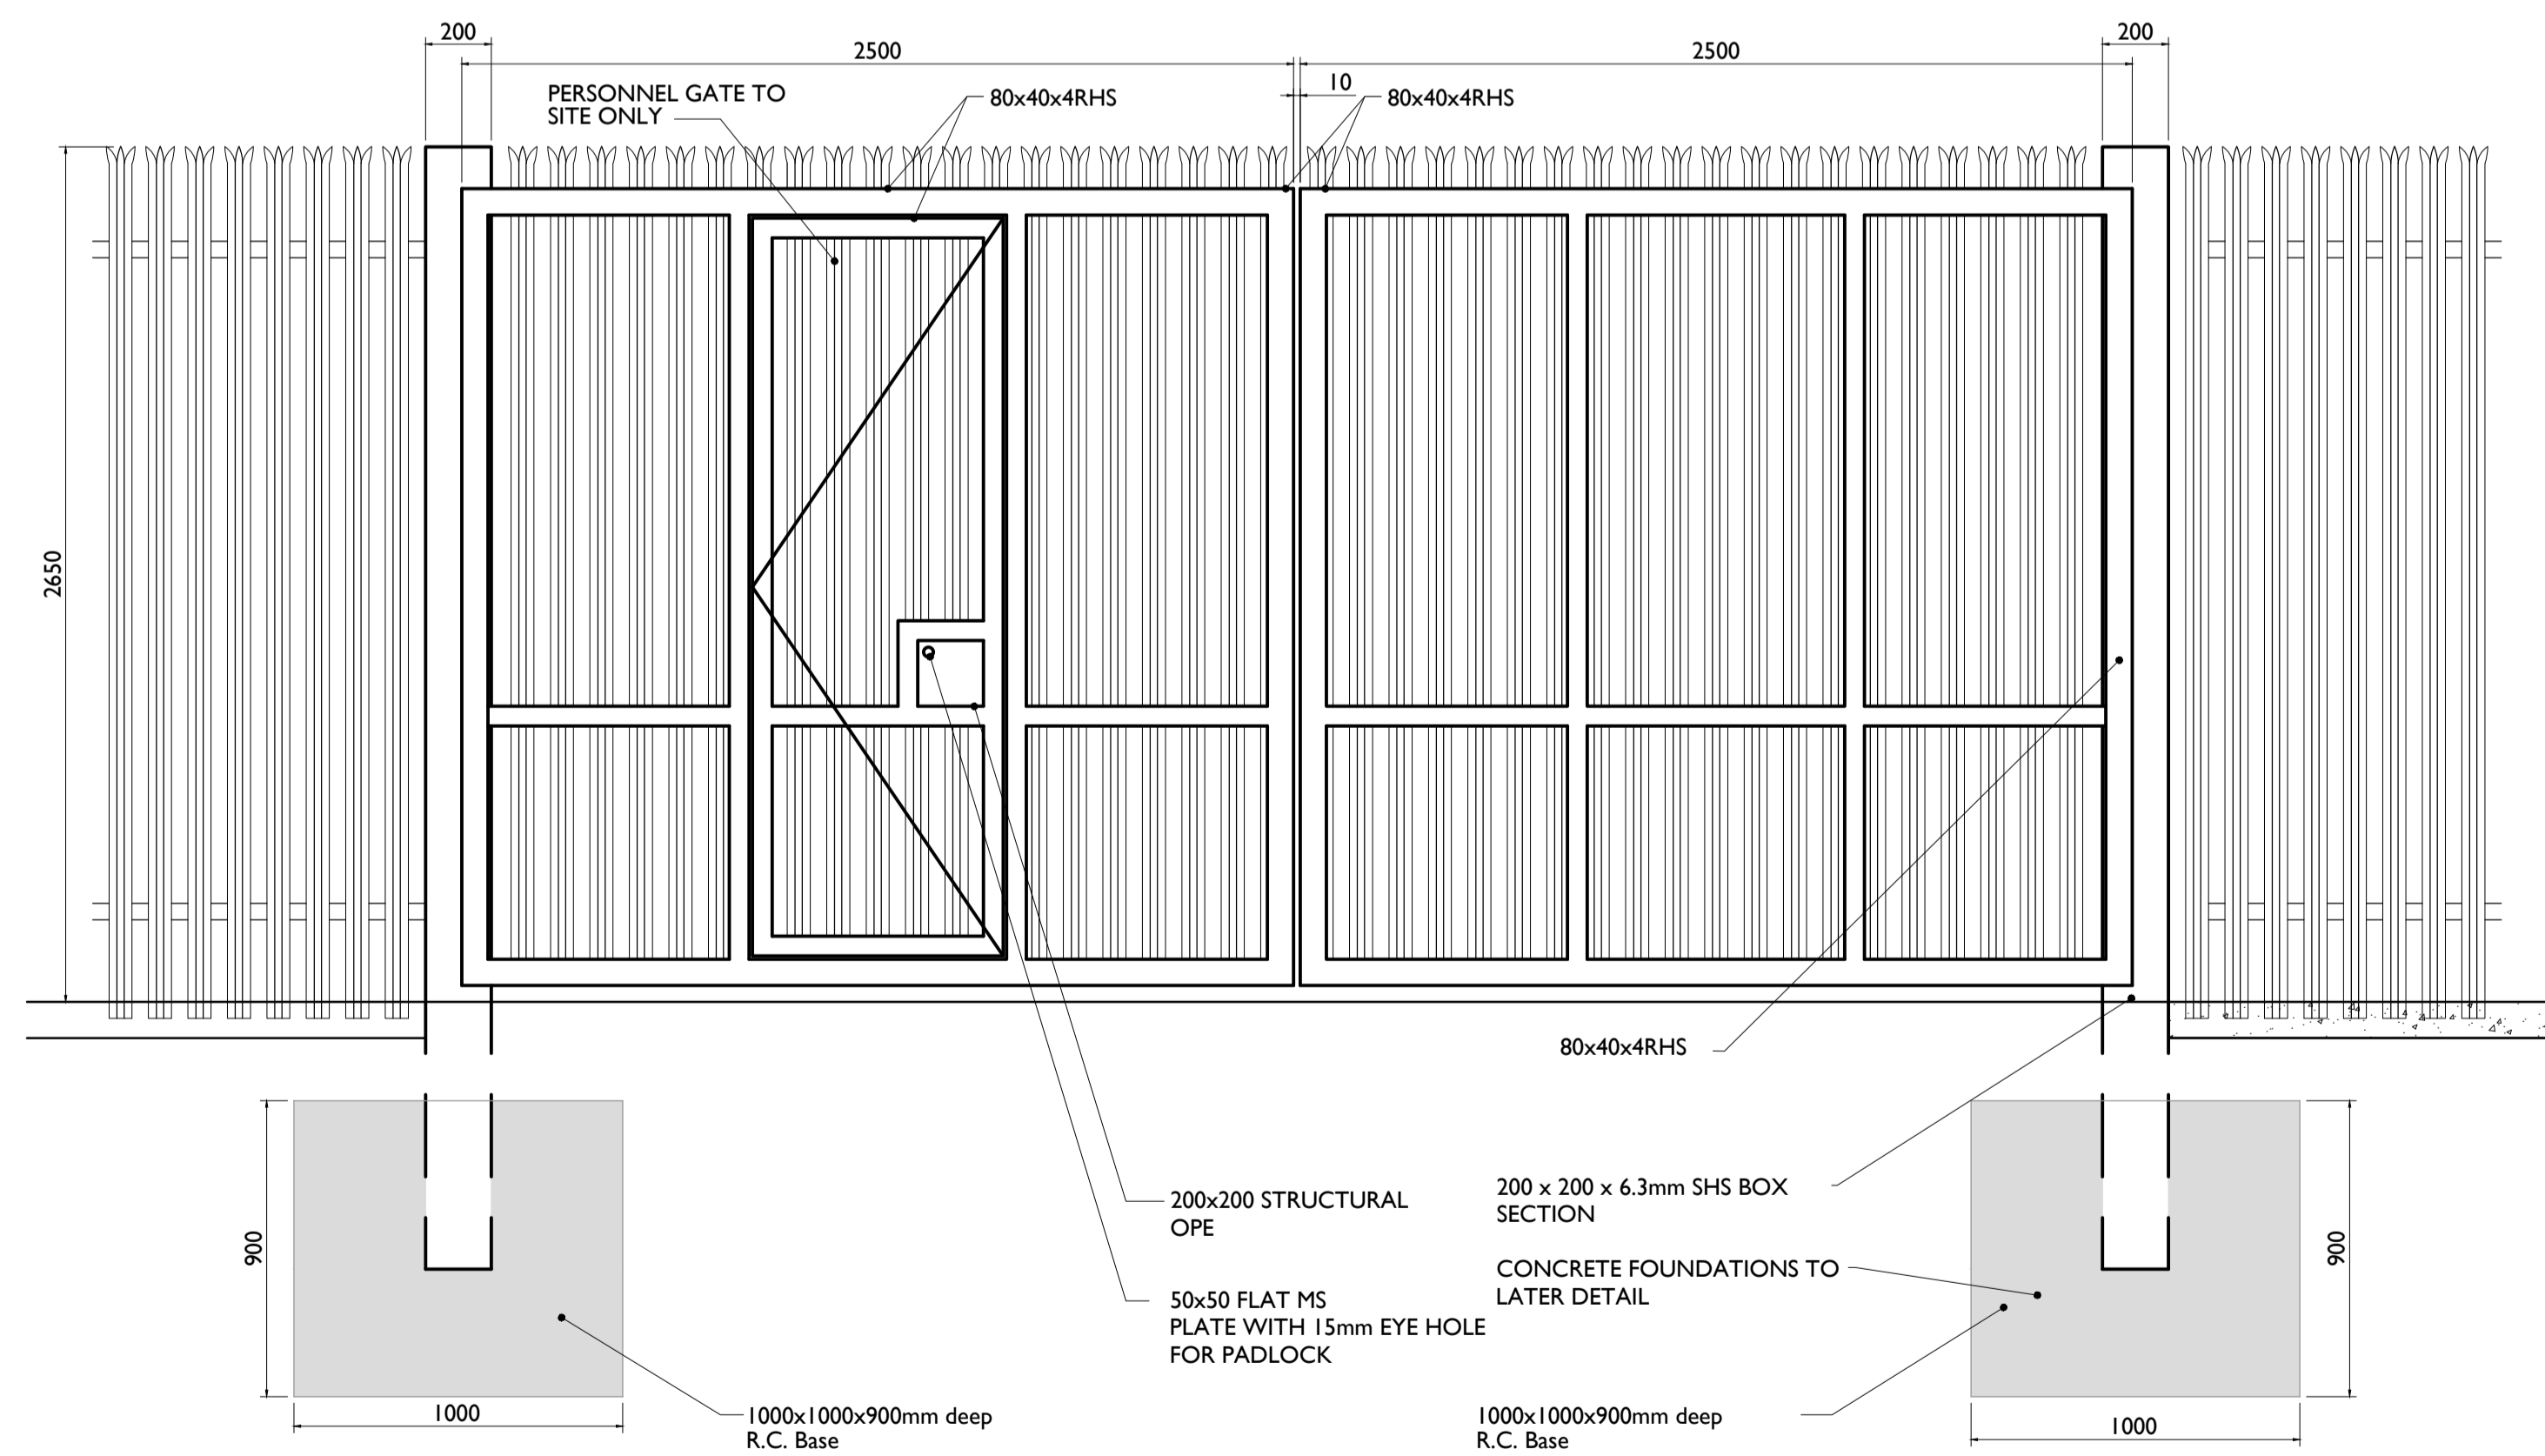 200
2500
2500
200
10
PERSONNEL GATE TO
SITE ONLY
80x40x4RHS
80x40x4RHS
2650
80x40x4RHS
200x200 STRUCTURAL
OPE
200 x 200 x 6.3mm SHS BOX
SECTION
900
900
CONCRETE FOUNDATIONS TO
LATER DETAIL
50x50 FLAT MS
PLATE WITH 15mm EYE HOLE
FOR PADLOCK
1000
1000x1000x900mm deep
R.C. Base
1000x1000x900mm deep
R.C. Base
1000